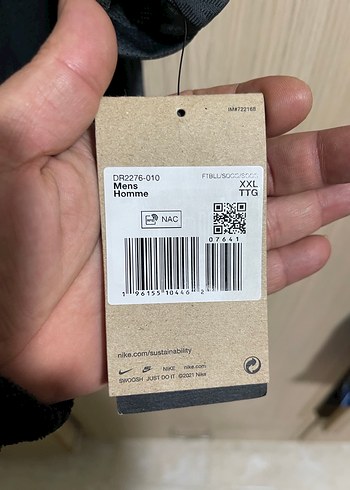 IM#722168
DR2276-010
FTBLL/SOCC/SOCC
Mens
XXL
Homme
TTG
NAC
07641
1 96155 10446 2
nike.com/sustainability
NIKE nike.com
SWOOSH JUST DO IT ©2021 Nike